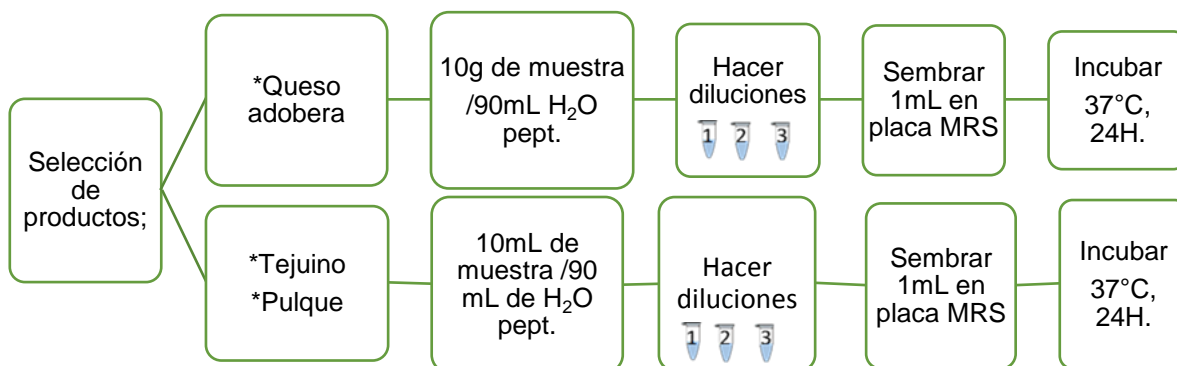 Selección
de
productos;
*Queso
adobera
10g de muestra
/90mL H₂O
pept.
Hacer
diluciones
1 2 3
Sembrar
1mL en
placa MRS
Incubar
37°C,
24H.
*Tejuino
*Pulque
10mL de
muestra /90
mL de H₂O
pept.
Hacer
diluciones
1 2 3
Sembrar
1mL en
placa MRS
Incubar
37°C,
24H.